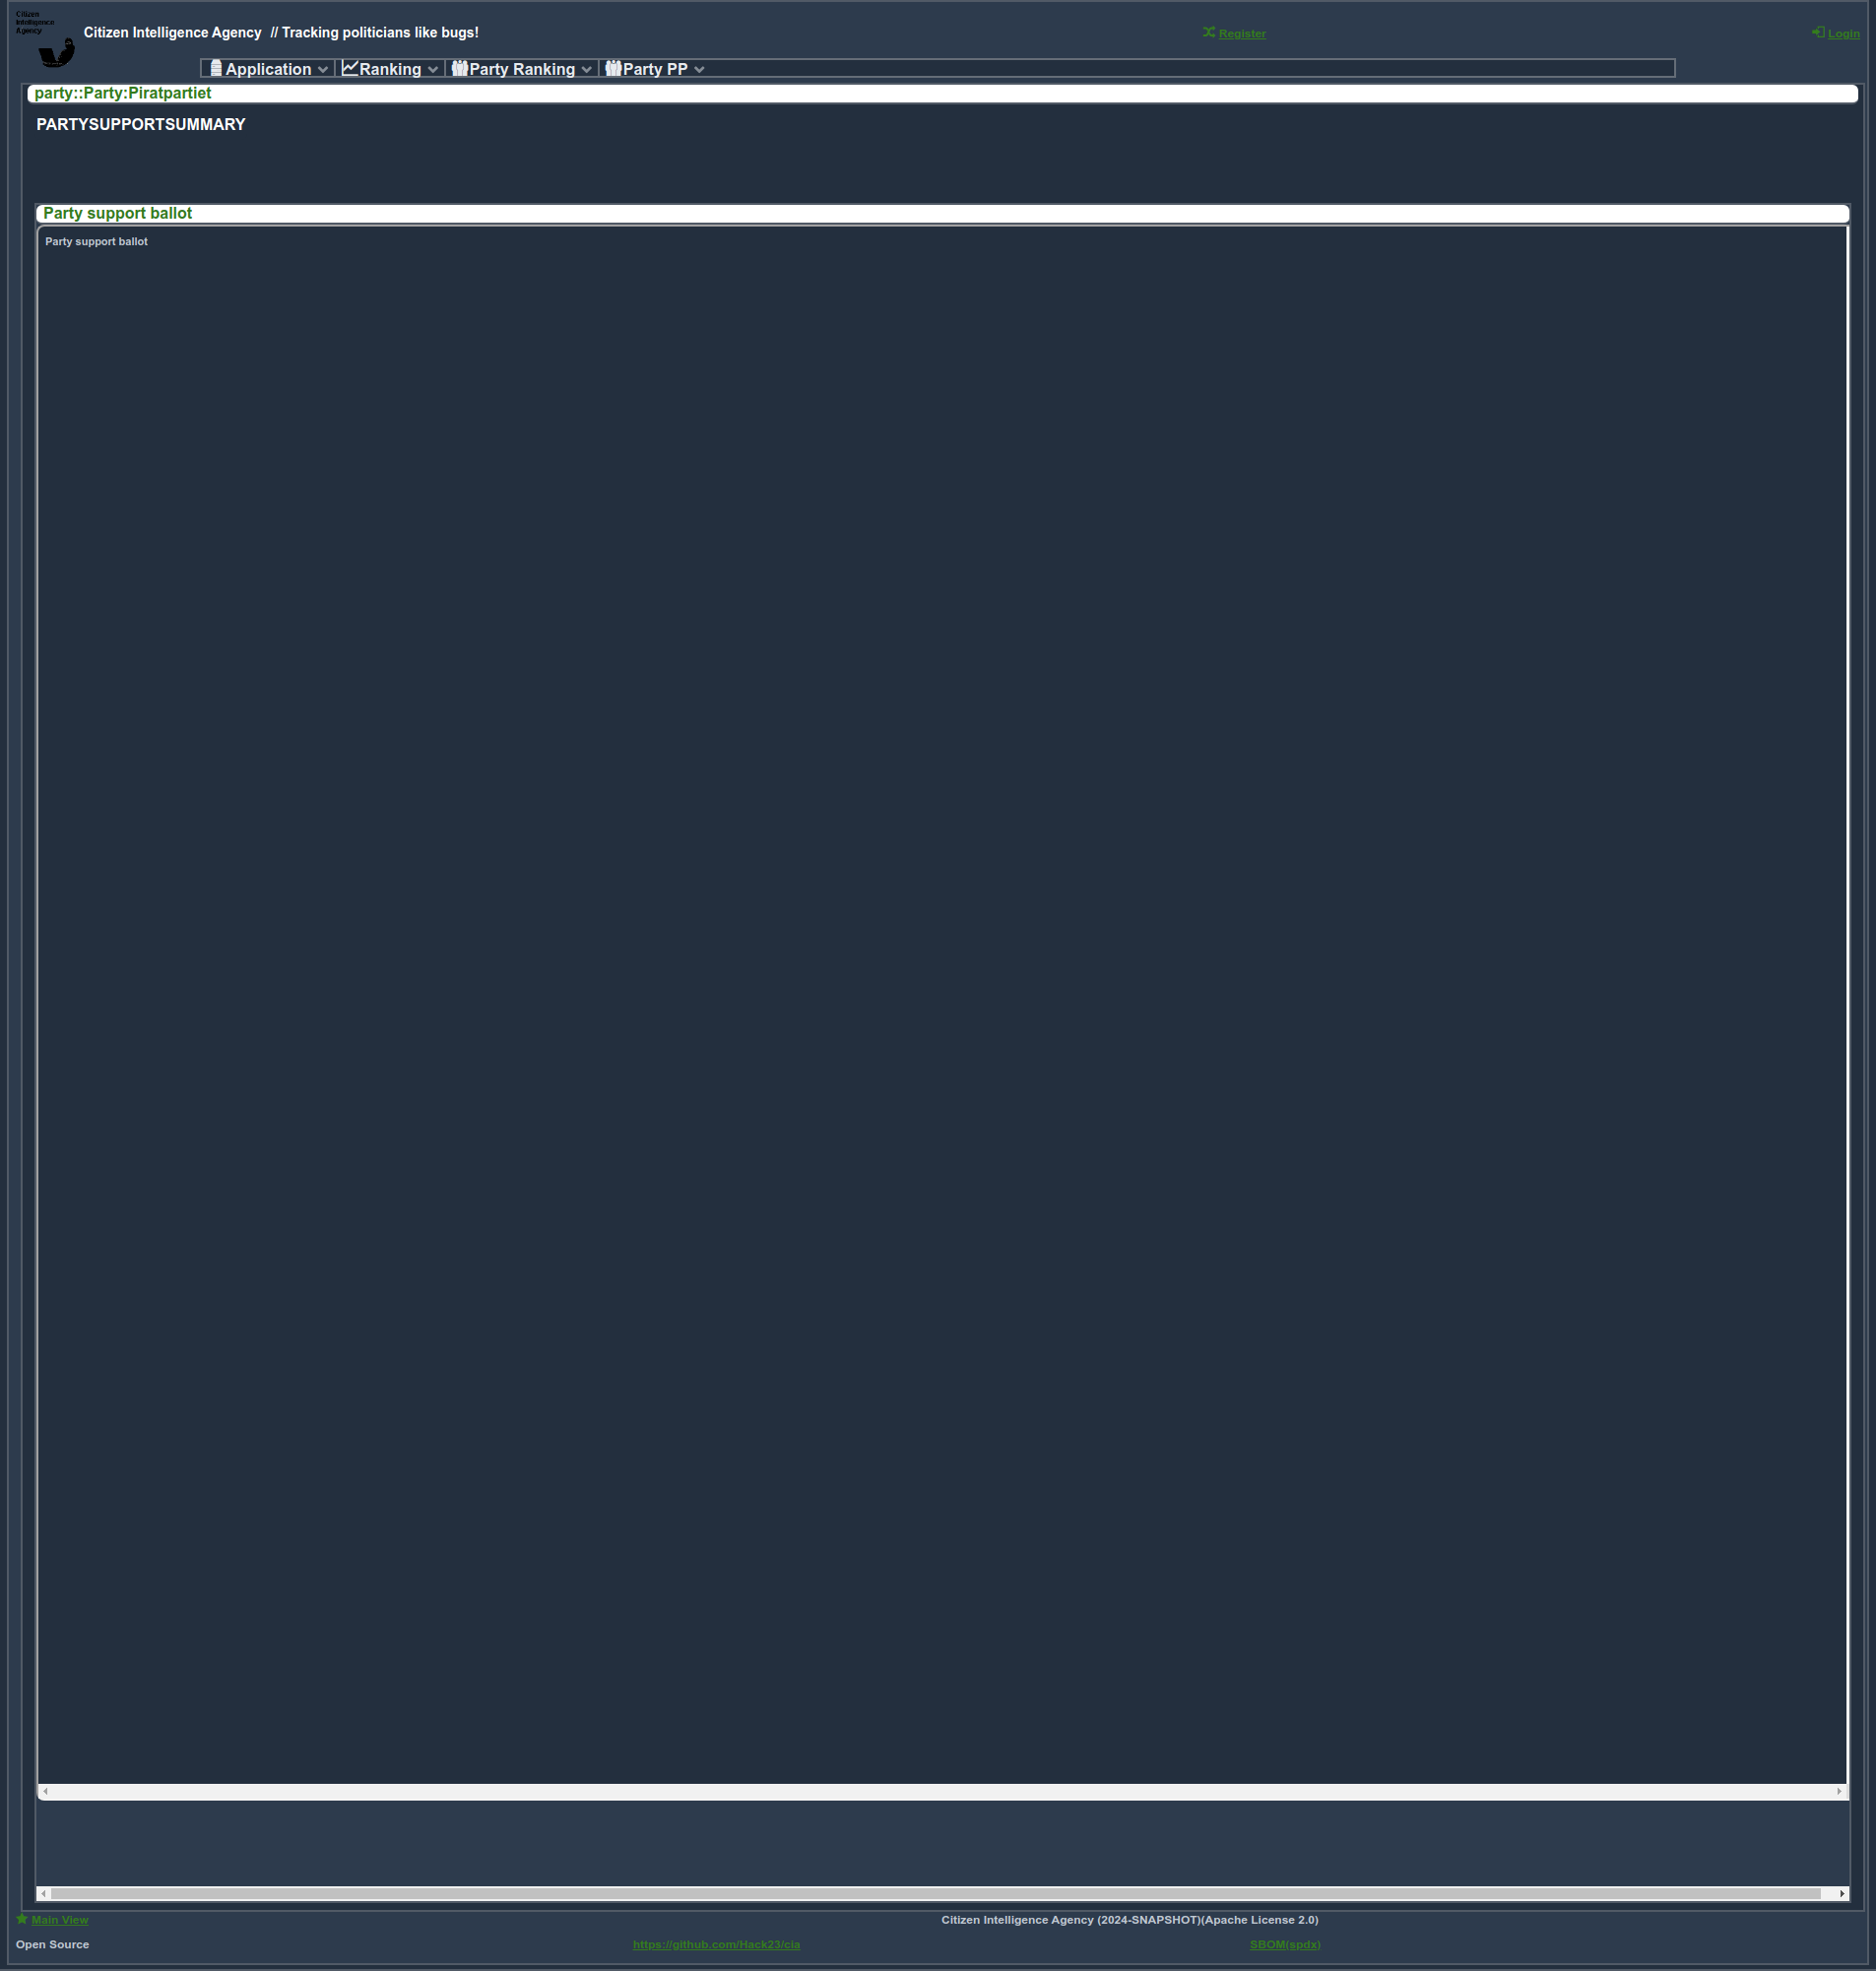 Citizen
Intelligence
Agency
Citizen Intelligence Agency // Tracking politicians like bugs!
Register
Login
Application
Ranking
Party Ranking
Party PP
party::Party:Piratpartiet
PARTYSUPPORTSUMMARY
Party support ballot
Party support ballot
Main View
Citizen Intelligence Agency (2024-SNAPSHOT)(Apache License 2.0)
Open Source
https://github.com/Hack23/cia
SBOM(spdx)